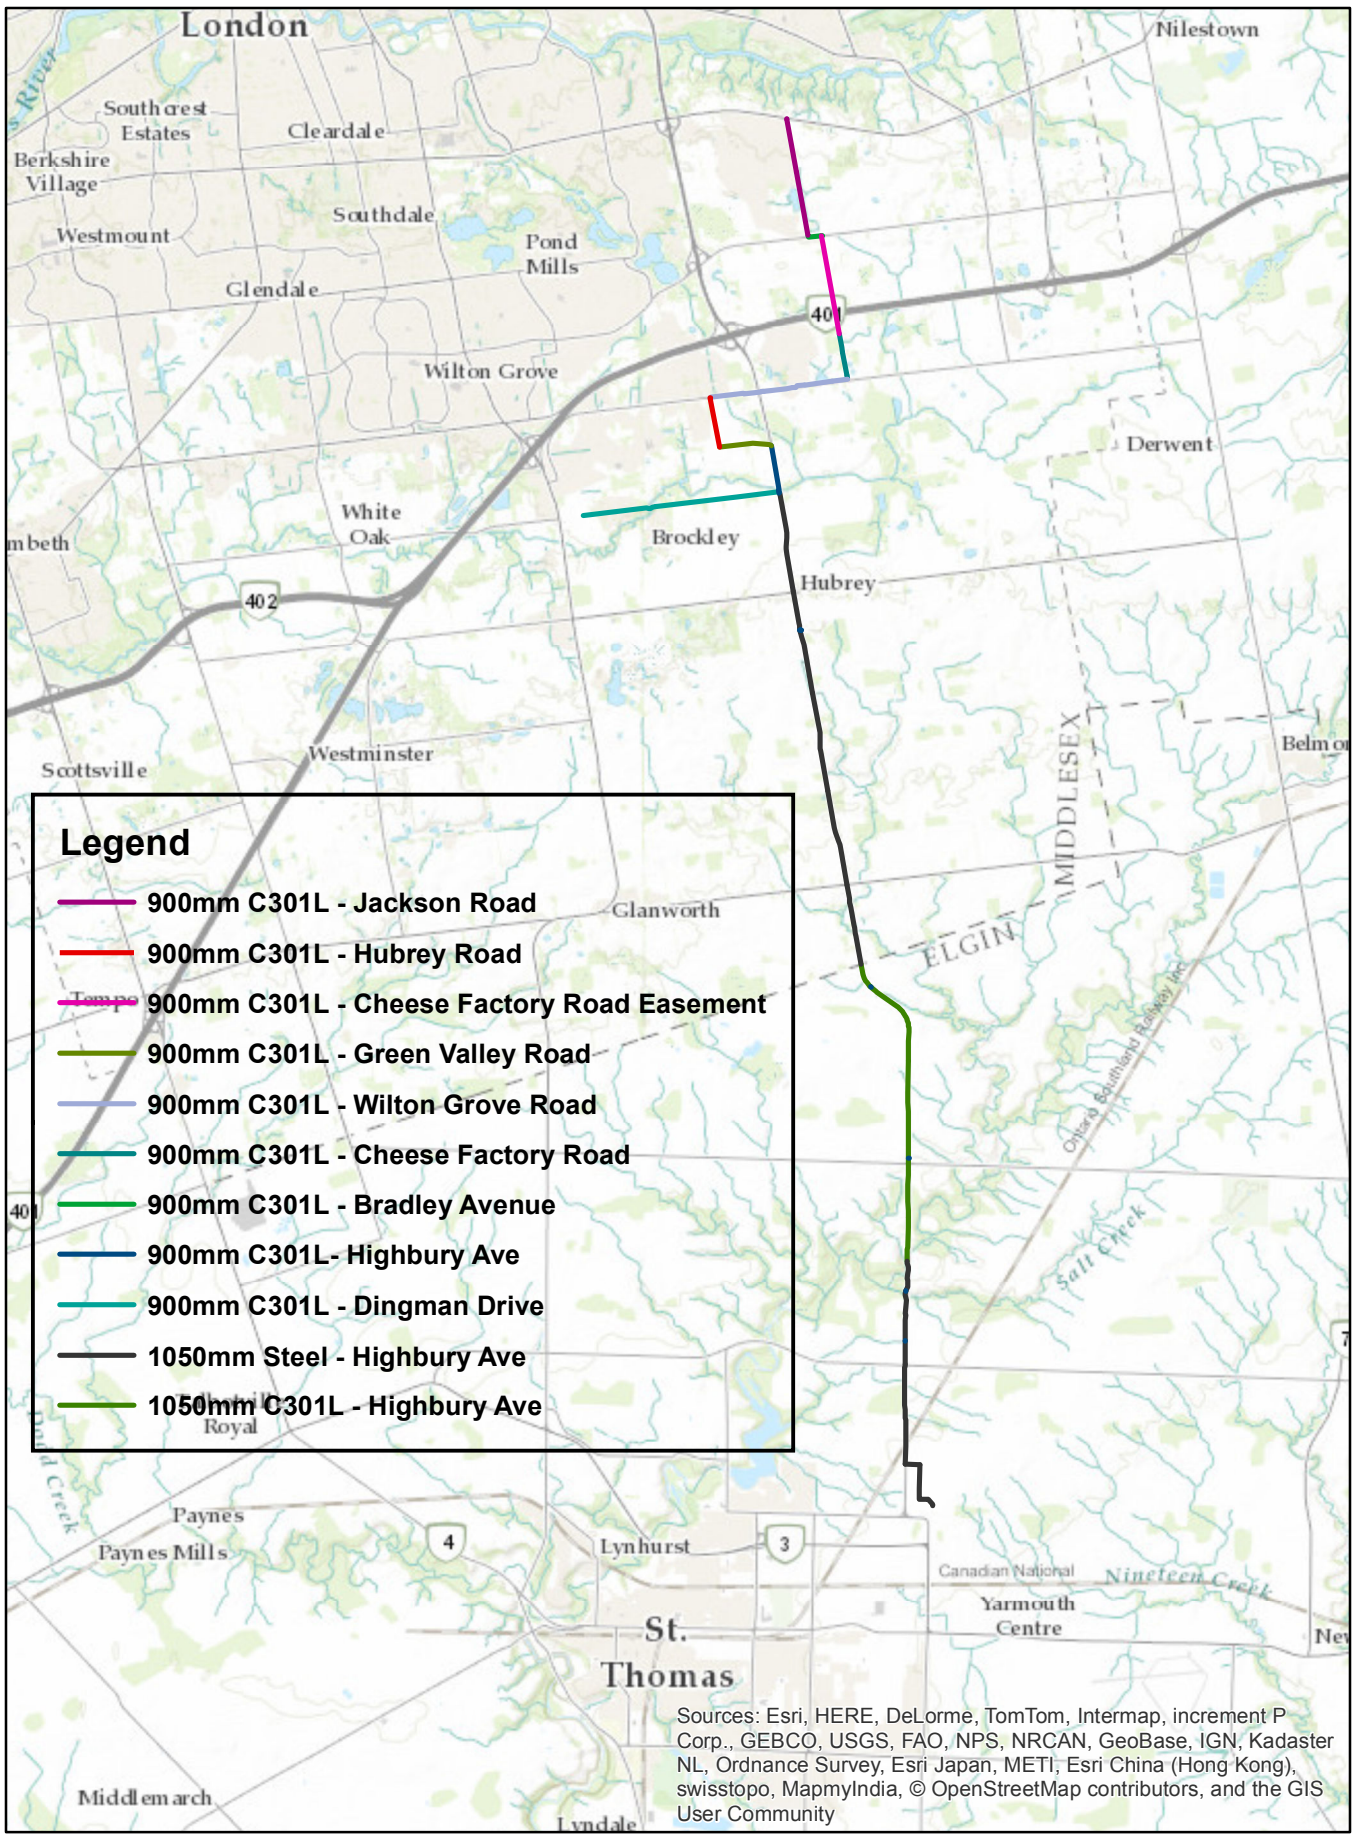 London
Nilestown
s River
Southcrest
Estates
Cleardale
Berkshire
Village
Southdale
Westmount
Pond
Mills
Glendale
401
Wilton Grove
Derwent
White
Oak
mbeth
Brockley
Hubrey
402
MIDDLESEX
Westminster
Belmo
Scottsville
Legend
900mm C301L - Jackson Road
Glanworth
900mm C301L - Hubrey Road
ELGIN
Tempo
900mm C301L - Cheese Factory Road Easement
900mm C301L - Green Valley Road
Ontario Southland Railway Inc
900mm C301L - Wilton Grove Road
900mm C301L - Cheese Factory Road
900mm C301L - Bradley Avenue
401
Salt Creek
900mm C301L- Highbury Ave
900mm C301L - Dingman Drive
7
1050mm Steel - Highbury Ave
1050mm C301L - Highbury Ave
Royal
Creek
Paynes
4
3
Lynhurst
Paynes Mills
Canadian National
Nineteen Creek
Yarmouth
Centre
St.
Thomas
New
Sources: Esri, HERE, DeLorme, TomTom, Intermap, increment P
Corp., GEBCO, USGS, FAO, NPS, NRCAN, GeoBase, IGN, Kadaster
NL, Ordnance Survey, Esri Japan, METI, Esri China (Hong Kong),
swisstopo, MapmyIndia, © OpenStreetMap contributors, and the GIS
User Community
Middlemarch
Lyndale